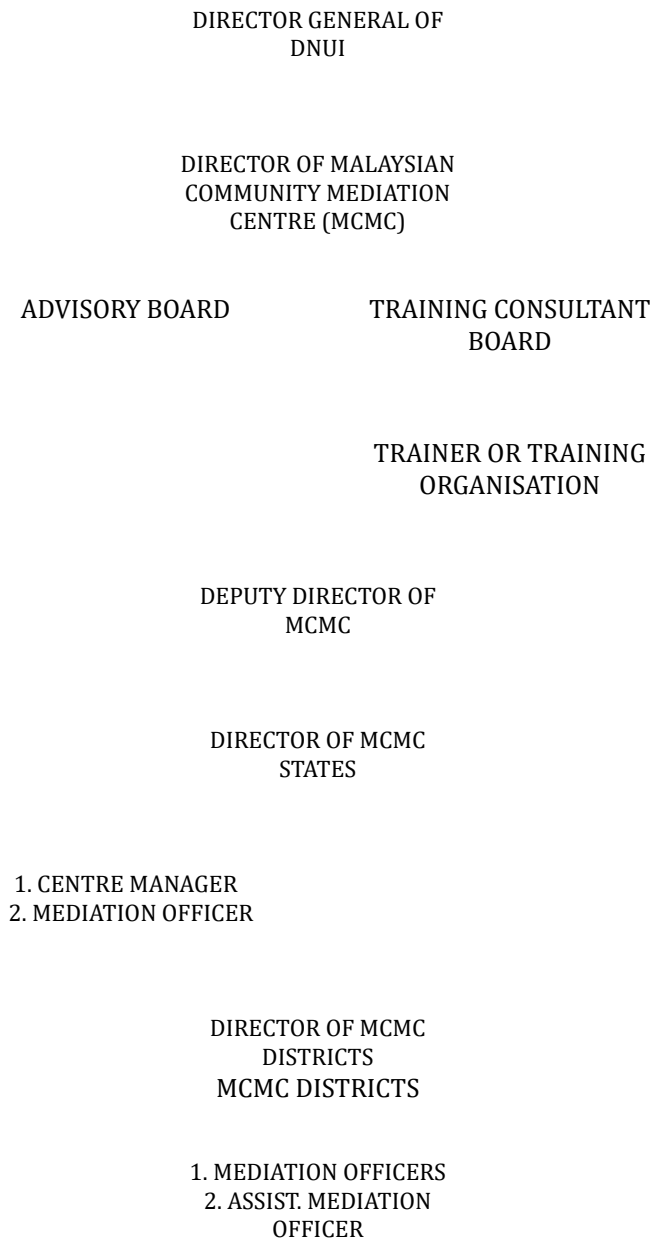 DIRECTOR GENERAL OF
DNUI
DIRECTOR OF MALAYSIAN
COMMUNITY MEDIATION
CENTRE (MCMC)
ADVISORY BOARD
TRAINING CONSULTANT
BOARD
TRAINER OR TRAINING
ORGANISATION
DEPUTY DIRECTOR OF
MCMC
DIRECTOR OF MCMC
STATES
1. CENTRE MANAGER
2. MEDIATION OFFICER
DIRECTOR OF MCMC
DISTRICTS
MCMC DISTRICTS
1. MEDIATION OFFICERS
2. ASSIST. MEDIATION
OFFICER